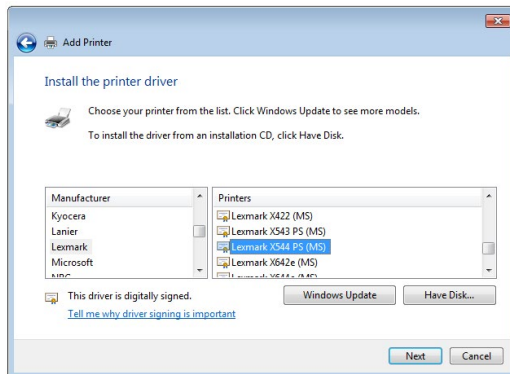 Add Printer
Install the printer driver
Choose your printer from the list. Click Windows Update to see more models.
To install the driver from an installation CD, click Have Disk.
Manufacturer
Kyocera
Lanier
Lexmark
Microsoft
Printers
Lexmark X422 (MS)
Lexmark X543 PS (MS)
Lexmark X544 PS (MS)
Lexmark X642e (MS)
This driver is digitally signed.
Tell me why driver signing is important
Windows Update
Have Disk...
Next
Cancel